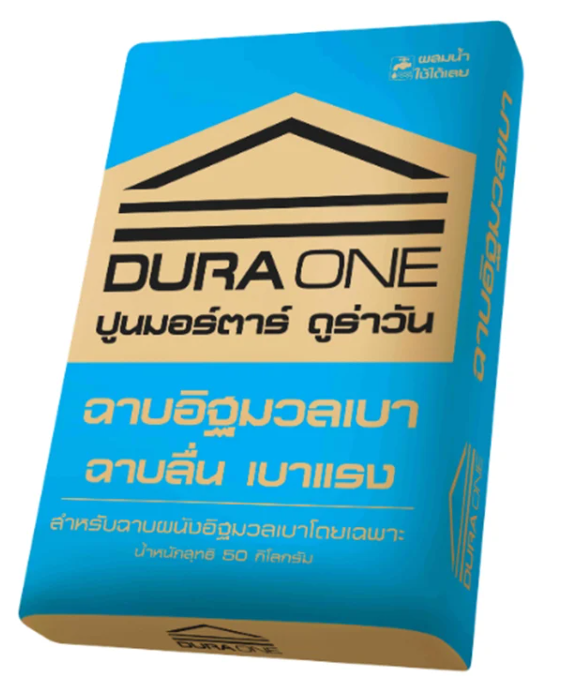 ผสมน้ำ
ใช้ได้เลย
DURA ONE
ปูนมอร์ตาร์ ดูร่าวัน
ฉาบอิฐมวลเบา
ฉาบลื่น เบาแรง
สำหรับฉาบผนังอิฐมวลเบาโดยเฉพาะ
น้ำหนักสุทธิ 50 กิโลกรัม
ฉาบอิฐมวลเบา
DURA ONE
DURA ONE